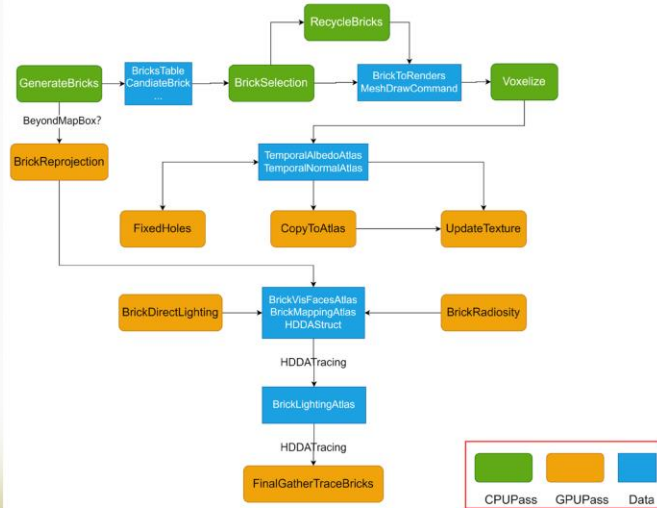 RecycleBricks
GenerateBricks
BricksTable
CandiateBrick
...
BrickSelection
BrickToRenders
MeshDrawCommand
Voxelize
BeyondMapBox?
BrickReprojection
TemporalAlbedoAtlas
TemporalNormalAtlas
FixedHoles
CopyToAtlas
UpdateTexture
BrickDirectLighting
BrickVisFacesAtlas
BrickMappingAtlas
HDDAStruct
BrickRadiosity
HDDATracing
BrickLightingAtlas
HDDATracing
FinalGatherTraceBricks
CPUPass
GPUPass
Data